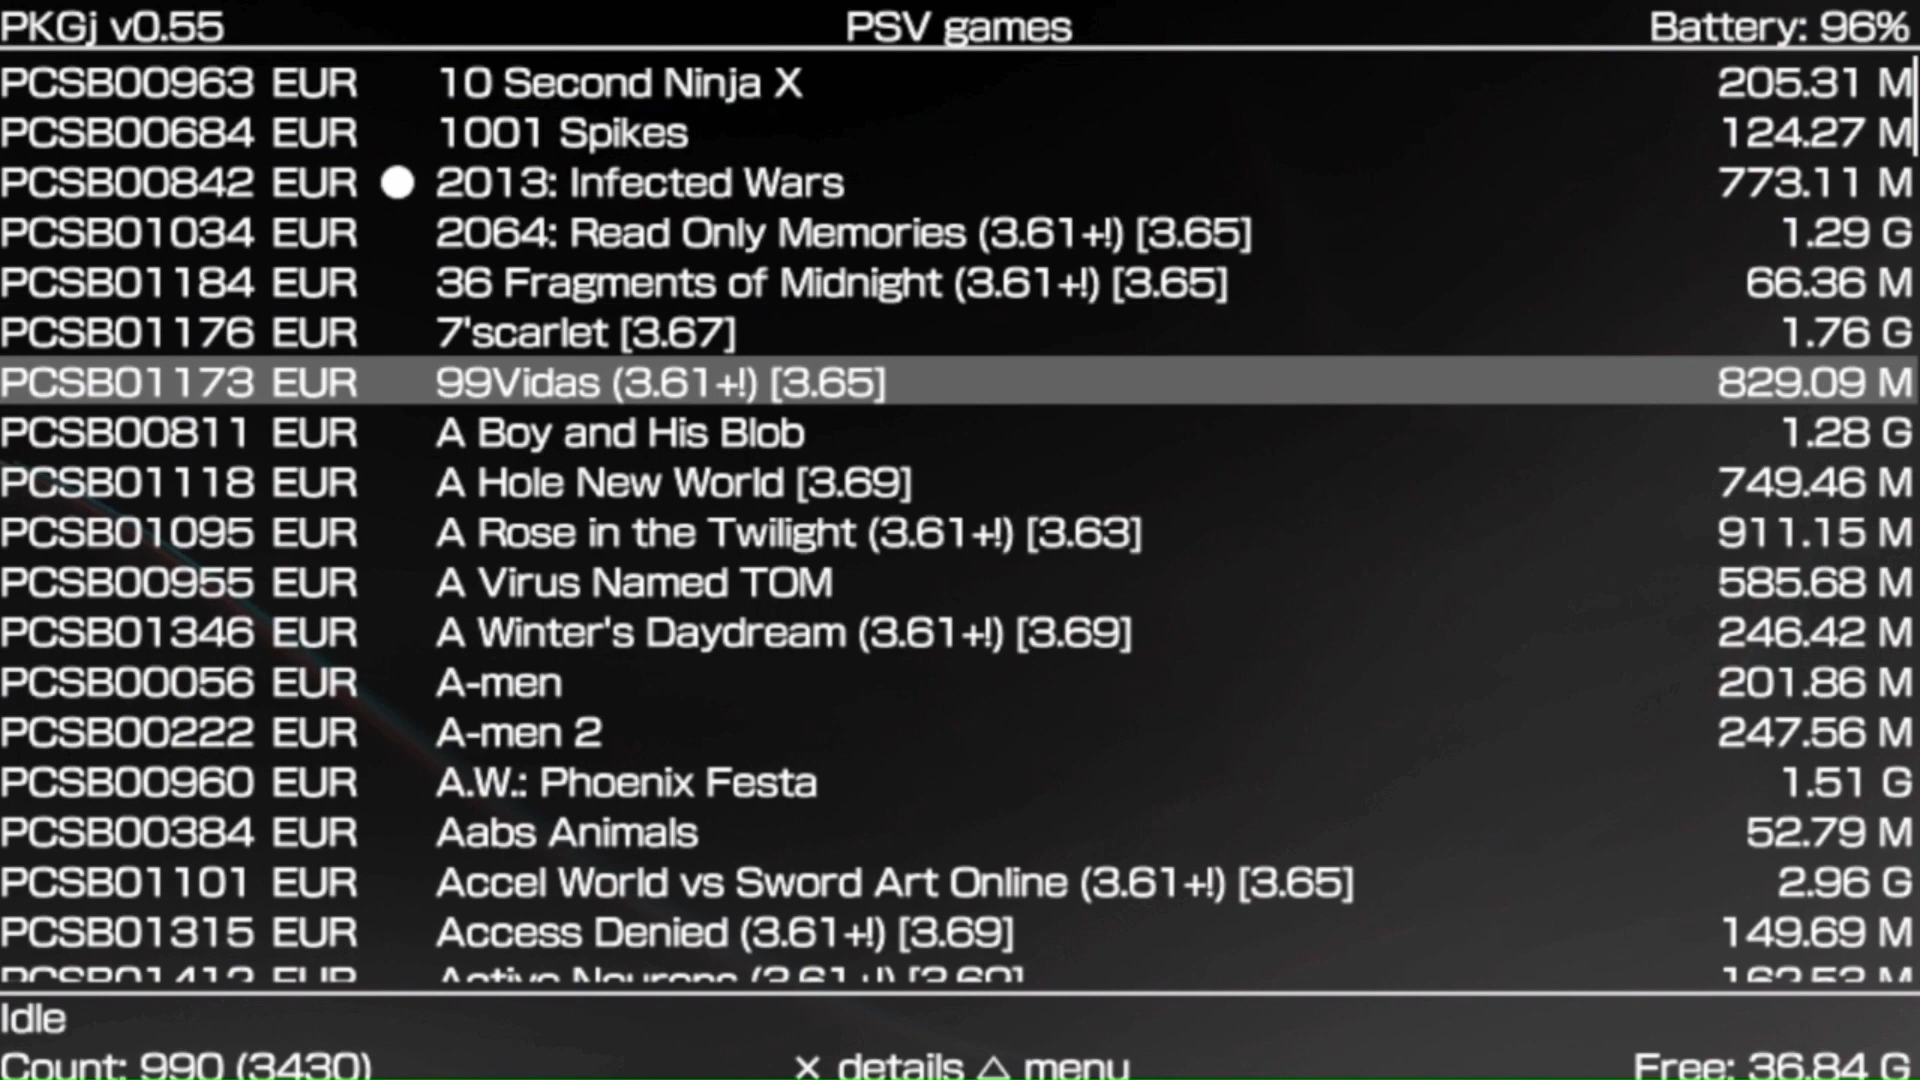 PKGj v0.55 PSV games Battery: 96%
PCSB00963 EUR 10 Second Ninja X 205.31 M
PCSB00684 EUR 1001 Spikes 124.27 M
PCSB00842 EUR ● 2013: Infected Wars 773.11 M
PCSB01034 EUR 2064: Read Only Memories (3.61+!) [3.65] 1.29 G
PCSB01184 EUR 36 Fragments of Midnight (3.61+!) [3.65] 66.36 M
PCSB01176 EUR 7'scarlet [3.67] 1.76 G
PCSB01173 EUR 99Vidas (3.61+!) [3.65] 829.09 M
PCSB00811 EUR A Boy and His Blob 1.28 G
PCSB01118 EUR A Hole New World [3.69] 749.46 M
PCSB01095 EUR A Rose in the Twilight (3.61+!) [3.63] 911.15 M
PCSB00955 EUR A Virus Named TOM 585.68 M
PCSB01346 EUR A Winter's Daydream (3.61+!) [3.69] 246.42 M
PCSB00056 EUR A-men 201.86 M
PCSB00222 EUR A-men 2 247.56 M
PCSB00960 EUR A.W.: Phoenix Festa 1.51 G
PCSB00384 EUR Aabs Animals 52.79 M
PCSB01101 EUR Accel World vs Sword Art Online (3.61+!) [3.65] 2.96 G
PCSB01315 EUR Access Denied (3.61+!) [3.69] 149.69 M
EUR Active Neurons (3.61+!) [3.69] M
Idle
Count: 990 (3430) × details △ menu Free: 36.84 G